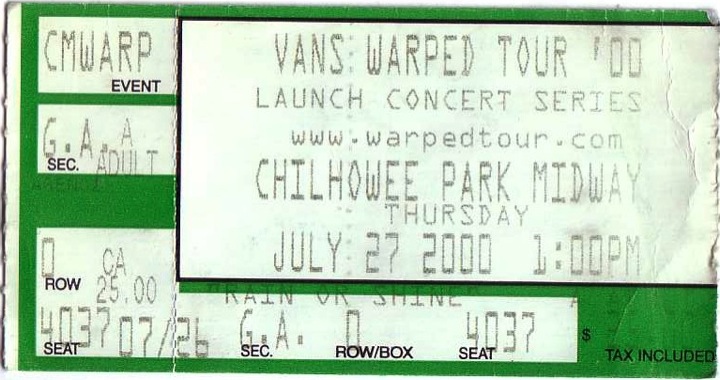 CMWARP
EVENT
G.A. A
SEC. ADULT
0 CA
ROW 25.00
4037 07/26
SEAT
VANS WARPED TOUR '00
LAUNCH CONCERT SERIES
www.warpedtour.com
CHILHOWEE PARK MIDWAY
THURSDAY
JULY 27 2000 1:00PM
"RAIN OR SHINE" A
G.A. 0 4037 $
SEC. ROW/BOX SEAT TAX INCLUDED